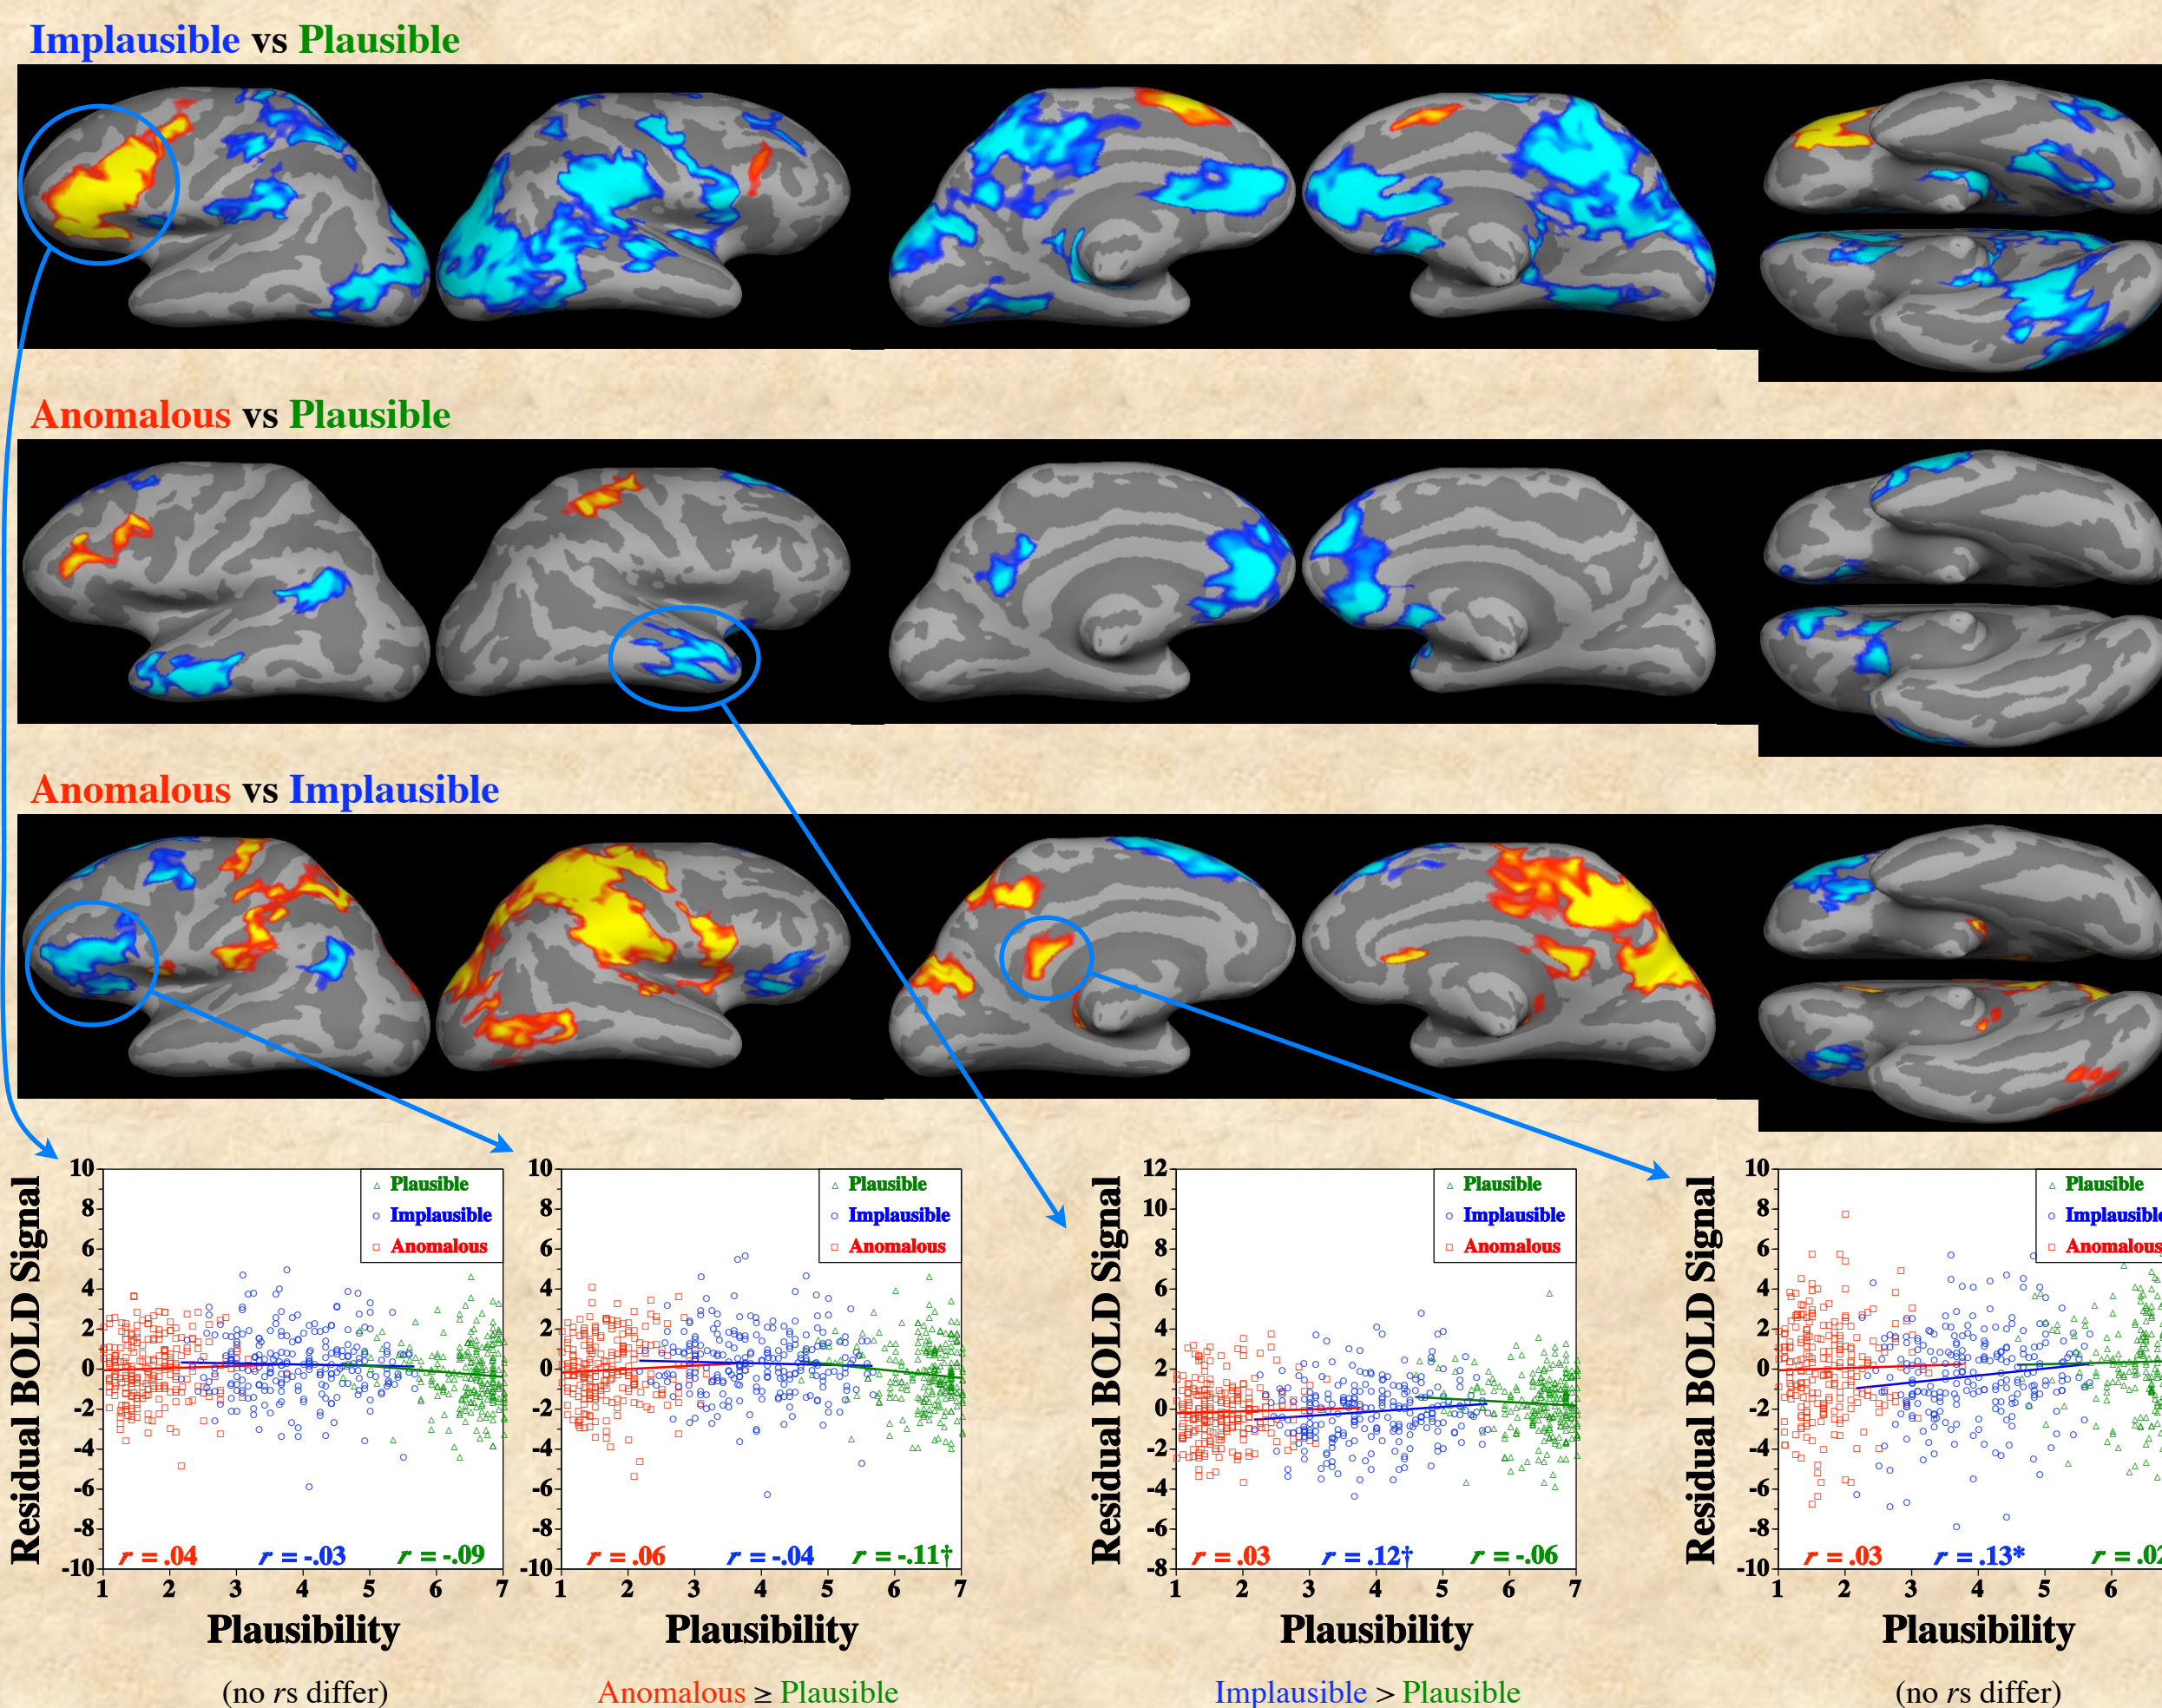 Implausible vs Plausible
Anomalous vs Plausible
Anomalous vs Implausible
Residual BOLD Signal
10
8
6
4
2
0
-2
-4
-6
-8
-10
Plausible
Implausible
Anomalous
r = .04 r = -.03 r = -.09
1 2 3 4 5 6 7
Plausibility
(no rs differ)
10
8
6
4
2
0
-2
-4
-6
-8
-10
Plausible
Implausible
Anomalous
r = .06 r = -.04 r = -.11†
1 2 3 4 5 6 7
Plausibility
Anomalous ≥ Plausible
Residual BOLD Signal
12
10
8
6
4
2
0
-2
-4
-6
-8
Plausible
Implausible
Anomalous
r = .03 r = .12† r = -.06
1 2 3 4 5 6 7
Plausibility
Implausible > Plausible
Residual BOLD Signal
10
8
6
4
2
0
-2
-4
-6
-8
-10
Plausible
Implausible
Anomalous
r = .03 r = .13* r = .02
1 2 3 4 5 6
Plausibility
(no rs differ)